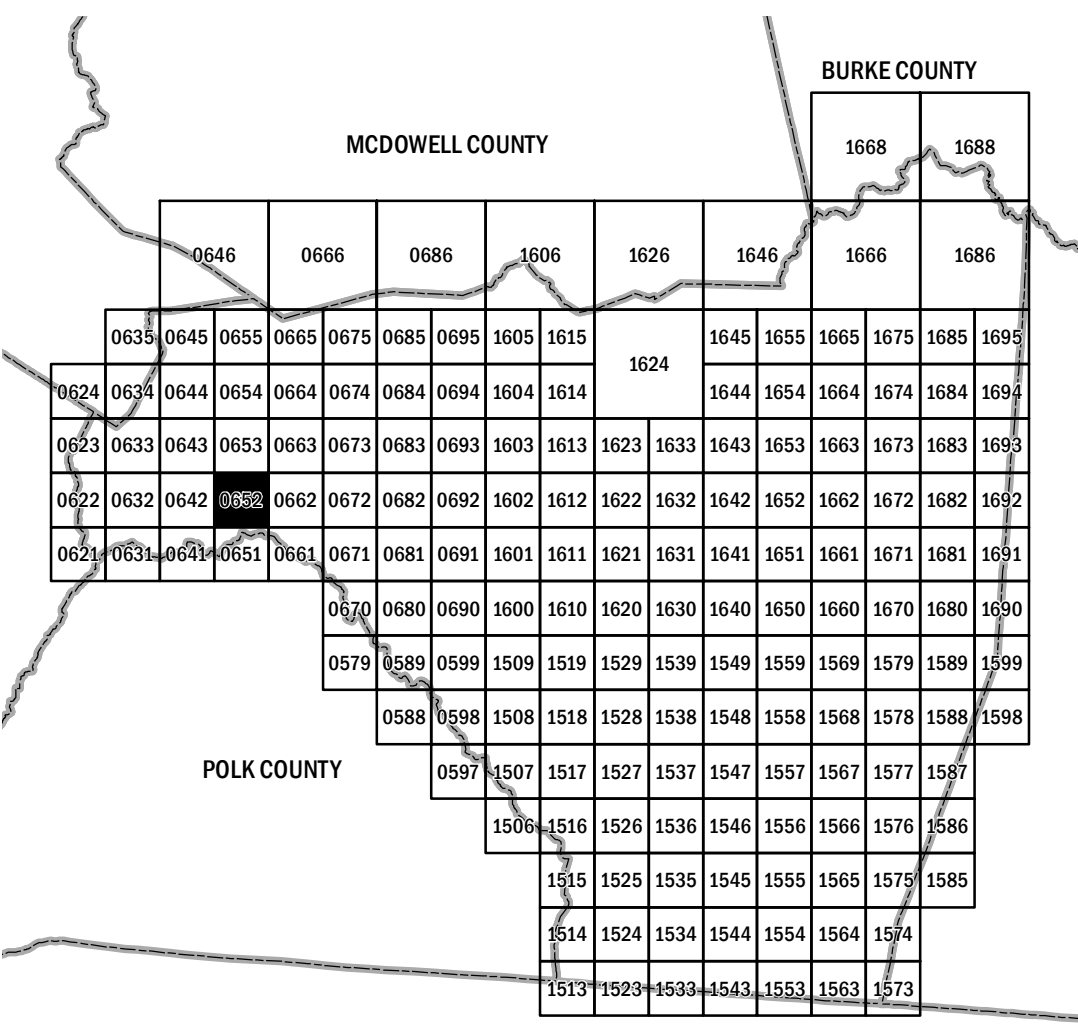 BURKE COUNTY
MCDOWELL COUNTY
1668 1688
0646 0666 0686 1606 1626 1646 1666 1686
0635 0645 0655 0665 0675 0685 0695 1605 1615 1645 1655 1665 1675 1685 1695
1624
0624 0634 0644 0654 0664 0674 0684 0694 1604 1614 1644 1654 1664 1674 1684 1694
0623 0633 0643 0653 0663 0673 0683 0693 1603 1613 1623 1633 1643 1653 1663 1673 1683 1693
0622 0632 0642 0652 0662 0672 0682 0692 1602 1612 1622 1632 1642 1652 1662 1672 1682 1692
0621 0631 0641 0651 0661 0671 0681 0691 1601 1611 1621 1631 1641 1651 1661 1671 1681 1691
0670 0680 0690 1600 1610 1620 1630 1640 1650 1660 1670 1680 1690
0579 0589 0599 1509 1519 1529 1539 1549 1559 1569 1579 1589 1599
0588 0598 1508 1518 1528 1538 1548 1558 1568 1578 1588 1598
POLK COUNTY
0597 1507 1517 1527 1537 1547 1557 1567 1577 1587
1506 1516 1526 1536 1546 1556 1566 1576 1586
1515 1525 1535 1545 1555 1565 1575 1585
1514 1524 1534 1544 1554 1564 1574
1513 1523 1533 1543 1553 1563 1573